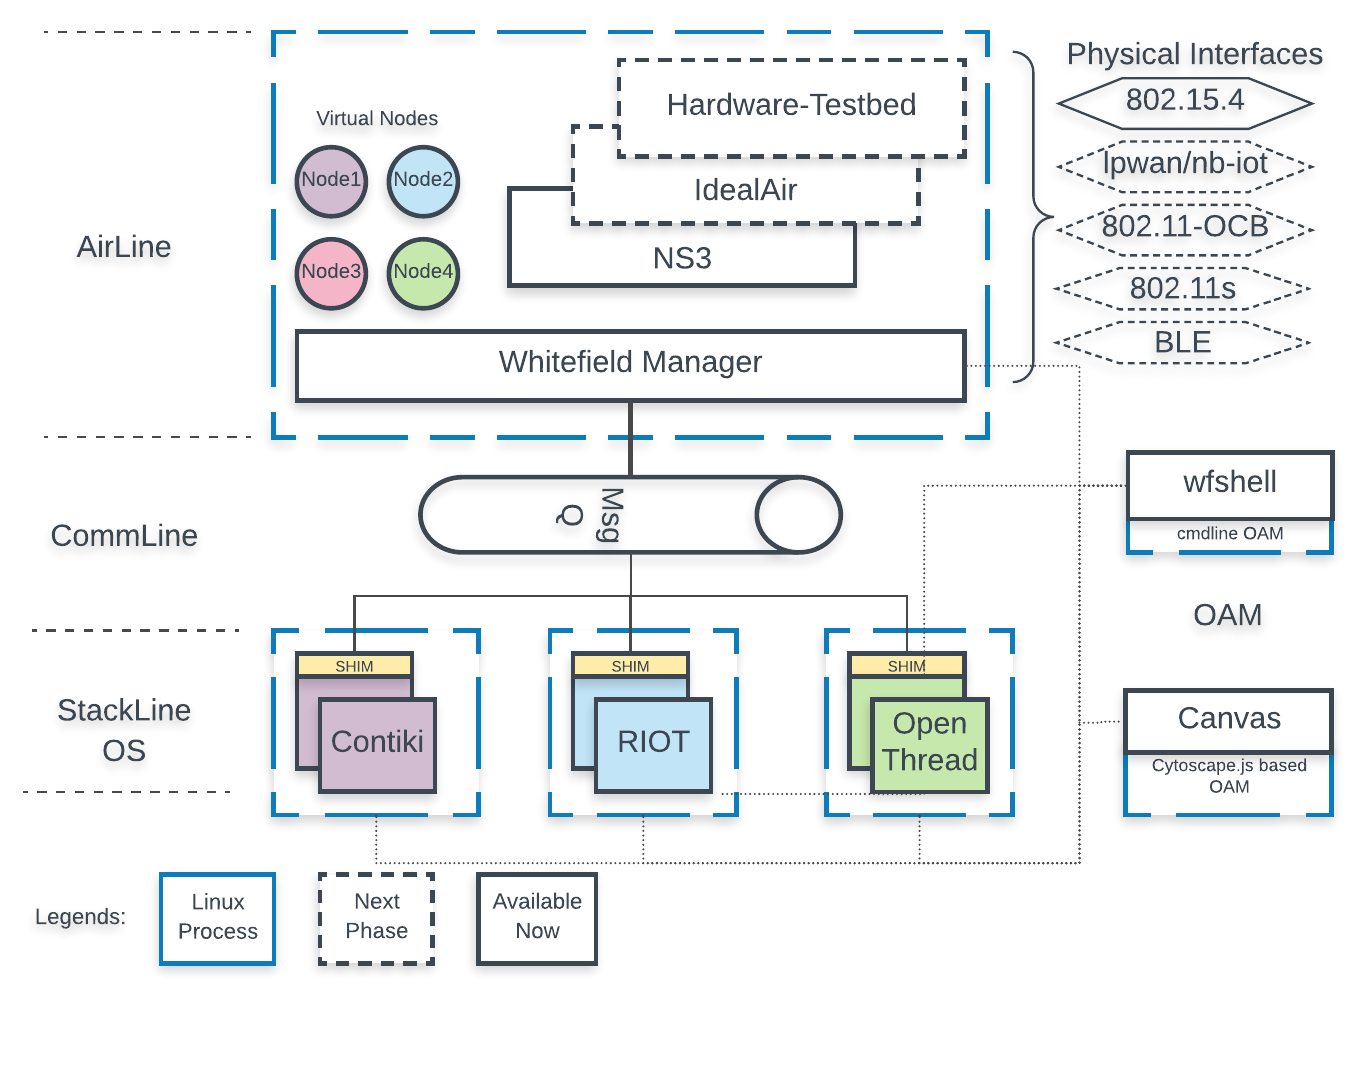 Physical Interfaces
Hardware-Testbed
802.15.4
Virtual Nodes
lpwan/nb-iot
Node1
Node2
IdealAir
802.11-OCB
AirLine
NS3
Node3
Node4
802.11s
BLE
Whitefield Manager
wfshell
Msg
Q
cmdline OAM
CommLine
OAM
SHIM
SHIM
SHIM
StackLine
OS
Contiki
RIOT
Open
Thread
Canvas
Cytoscape.js based
OAM
Legends:
Linux
Process
Next
Phase
Available
Now